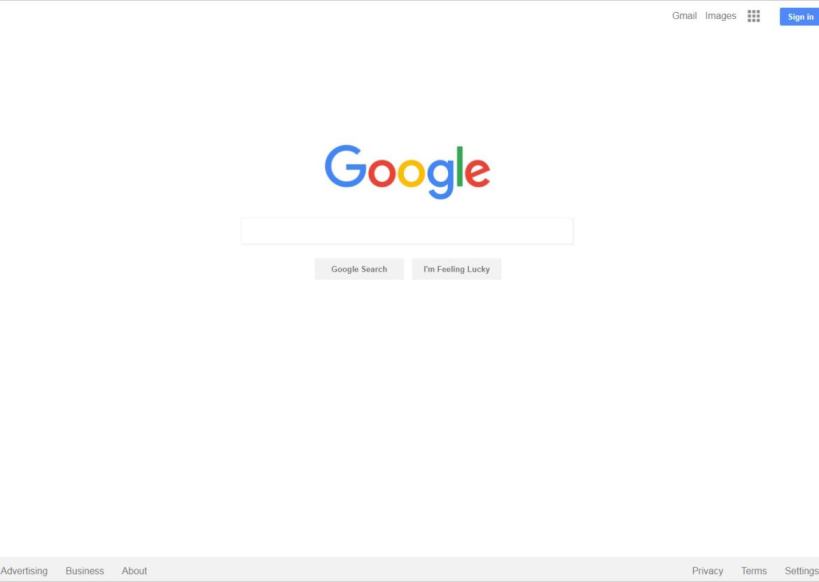 Gmail Images Sign in
Google
Google Search I'm Feeling Lucky
Advertising Business About Privacy Terms Settings